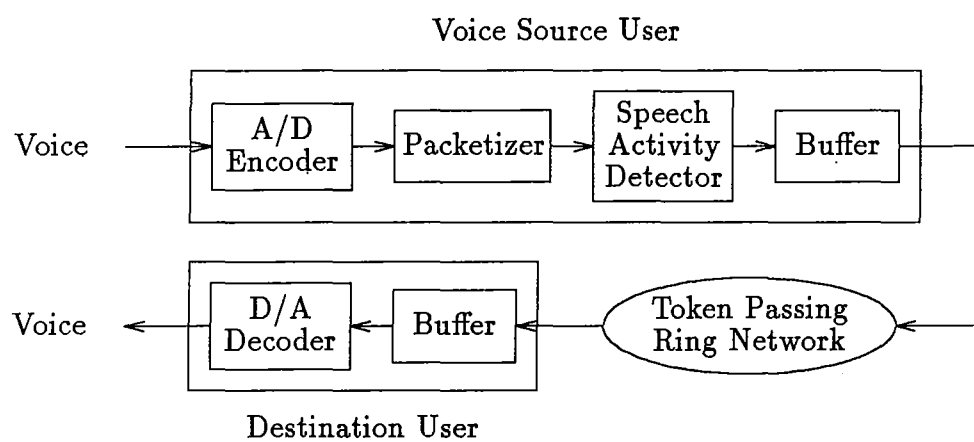 Voice Source User
Voice
A/D
Encoder
Packetizer
Speech
Activity
Detector
Buffer
Voice
D/A
Decoder
Buffer
Token Passing
Ring Network
Destination User